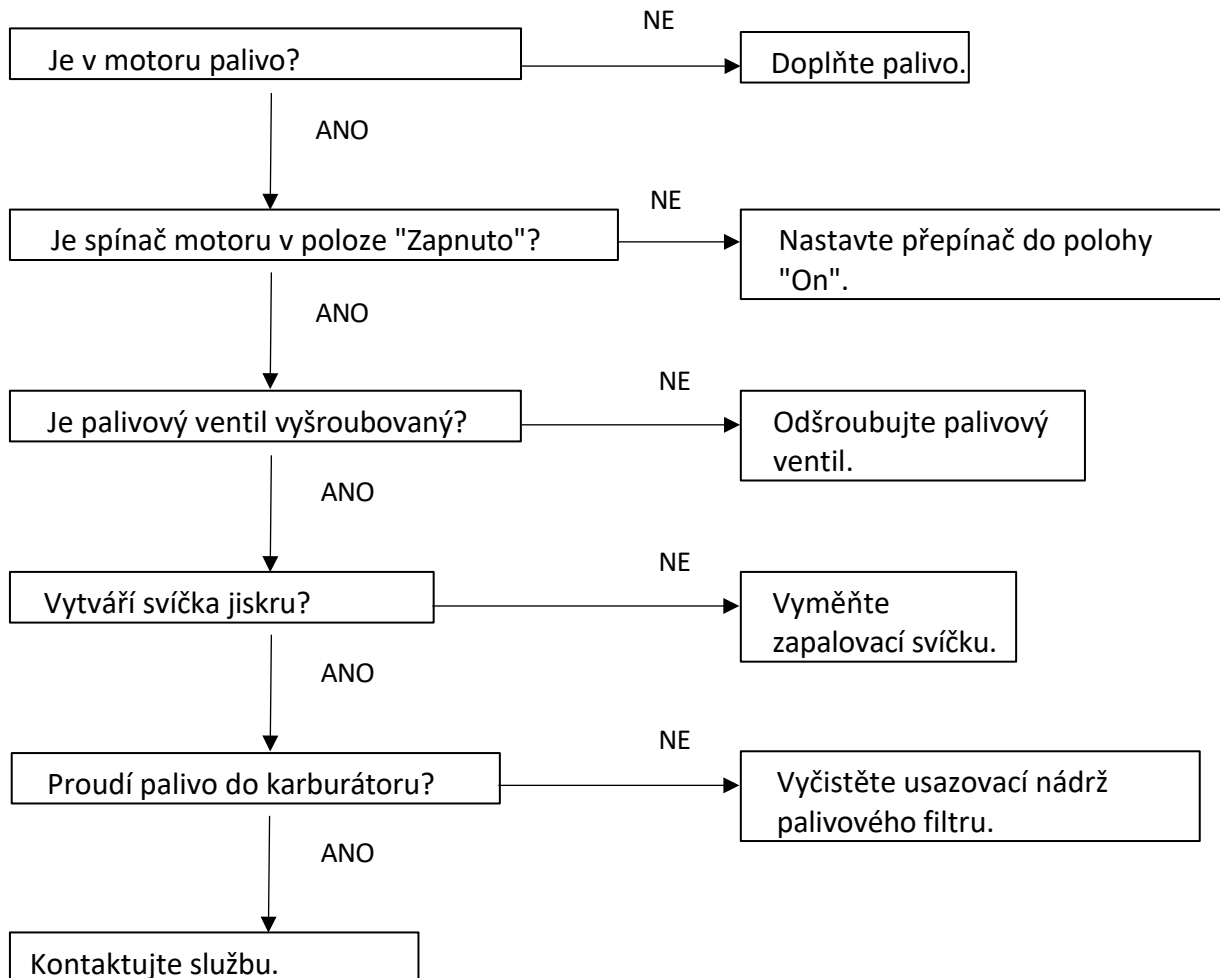 NE
Je v motoru palivo?
Doplňte palivo.
ANO
NE
Je spínač motoru v poloze "Zapnuto"?
Nastavte přepínač do polohy
"On".
ANO
NE
Je palivový ventil vyšroubovaný?
Odšroubujte palivový
ventil.
ANO
NE
Vytváří svíčka jiskru?
Vyměňte
zapalovací svíčku.
ANO
NE
Proudí palivo do karburátoru?
Vyčistěte usazovací nádrž
palivového filtru.
ANO
Kontaktujte službu.